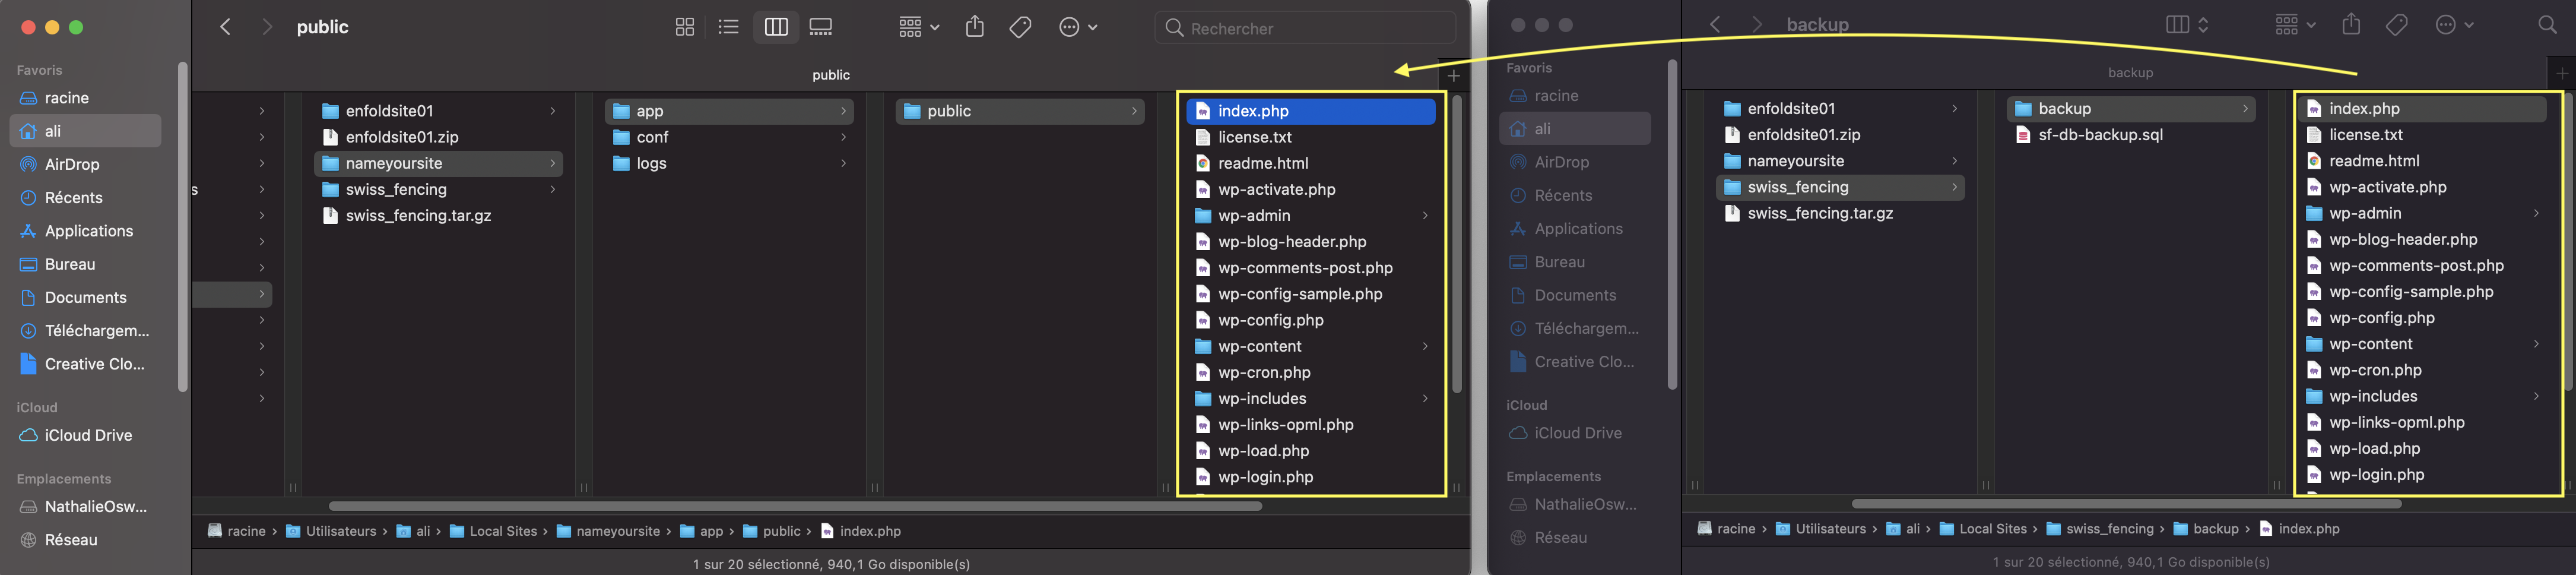 public
Rechercher
public
Favoris
racine
ali
AirDrop
Récents
Applications
Bureau
Documents
Téléchargem...
Creative Clo...
iCloud
iCloud Drive
Emplacements
NathalieOsw...
Réseau
s
enfoldsite01
enfoldsite01.zip
nameyoursite
swiss_fencing
swiss_fencing.tar.gz
app
conf
logs
public
index.php
license.txt
readme.html
wp-activate.php
wp-admin
wp-blog-header.php
wp-comments-post.php
wp-config-sample.php
wp-config.php
wp-content
wp-cron.php
wp-includes
wp-links-opml.php
wp-load.php
wp-login.php
racine › Utilisateurs › ali › Local Sites › nameyoursite › app › public › index.php
1 sur 20 sélectionné, 940,1 Go disponible(s)
backup
backup
Favoris
racine
ali
AirDrop
Récents
Applications
Bureau
Documents
Téléchargem...
Creative Clo...
iCloud
iCloud Drive
Emplacements
NathalieOsw...
Réseau
enfoldsite01
enfoldsite01.zip
nameyoursite
swiss_fencing
swiss_fencing.tar.gz
backup
sf-db-backup.sql
index.php
license.txt
readme.html
wp-activate.php
wp-admin
wp-blog-header.php
wp-comments-post.php
wp-config-sample.php
wp-config.php
wp-content
wp-cron.php
wp-includes
wp-links-opml.php
wp-load.php
wp-login.php
racine › Utilisateurs › ali › Local Sites › swiss_fencing › backup › index.php
1 sur 20 sélectionné, 940,1 Go disponible(s)